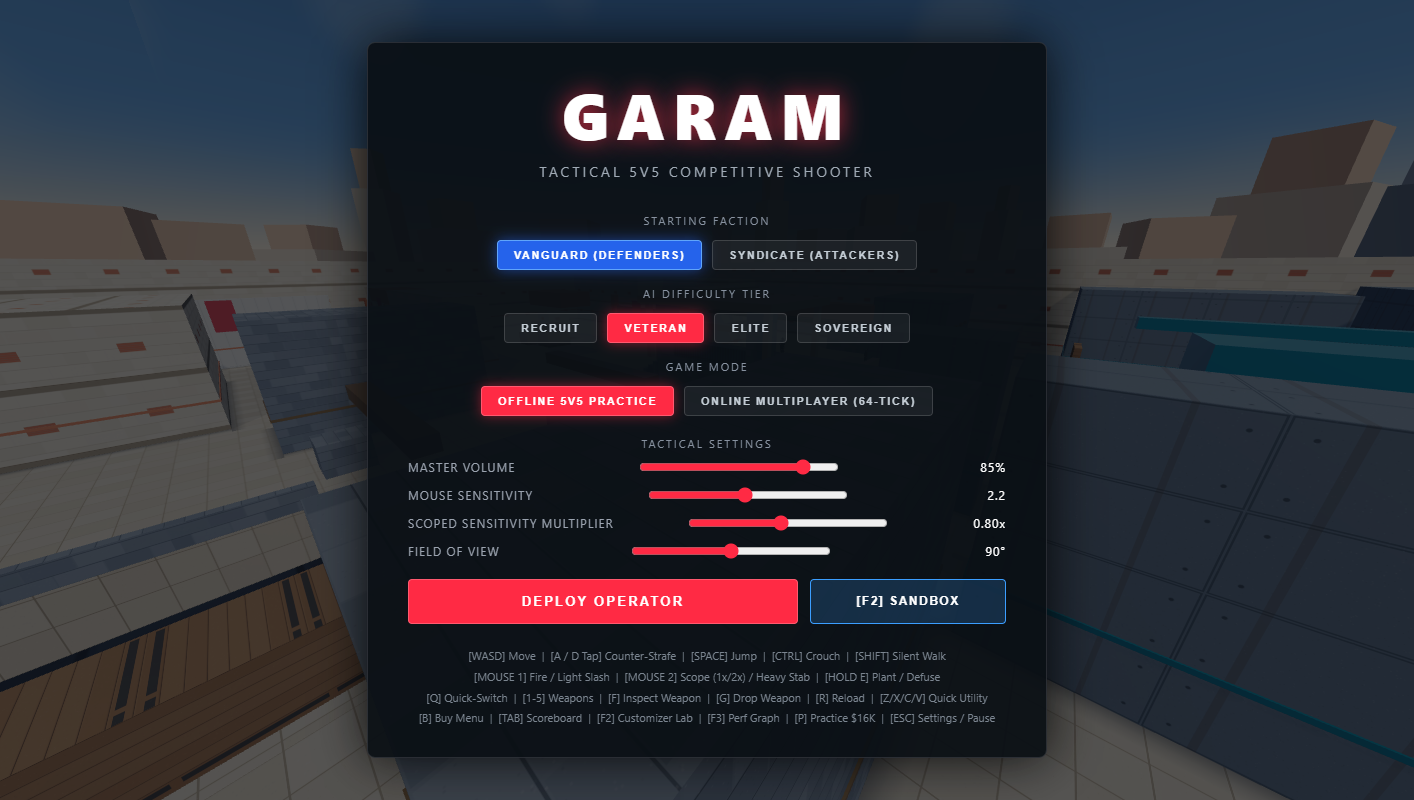 GARAM
TACTICAL 5V5 COMPETITIVE SHOOTER
STARTING FACTION
VANGUARD (DEFENDERS) SYNDICATE (ATTACKERS)
AI DIFFICULTY TIER
RECRUIT VETERAN ELITE SOVEREIGN
GAME MODE
OFFLINE 5V5 PRACTICE ONLINE MULTIPLAYER (64-TICK)
TACTICAL SETTINGS
MASTER VOLUME 85%
MOUSE SENSITIVITY 2.2
SCOPED SENSITIVITY MULTIPLIER 0.80x
FIELD OF VIEW 90°
DEPLOY OPERATOR [F2] SANDBOX
[WASD] Move | [A / D Tap] Counter-Strafe | [SPACE] Jump | [CTRL] Crouch | [SHIFT] Silent Walk
[MOUSE 1] Fire / Light Slash | [MOUSE 2] Scope (1x/2x) / Heavy Stab | [HOLD E] Plant / Defuse
[Q] Quick-Switch | [1-5] Weapons | [F] Inspect Weapon | [G] Drop Weapon | [R] Reload | [Z/X/C/V] Quick Utility
[B] Buy Menu | [TAB] Scoreboard | [F2] Customizer Lab | [F3] Perf Graph | [P] Practice $16K | [ESC] Settings / Pause